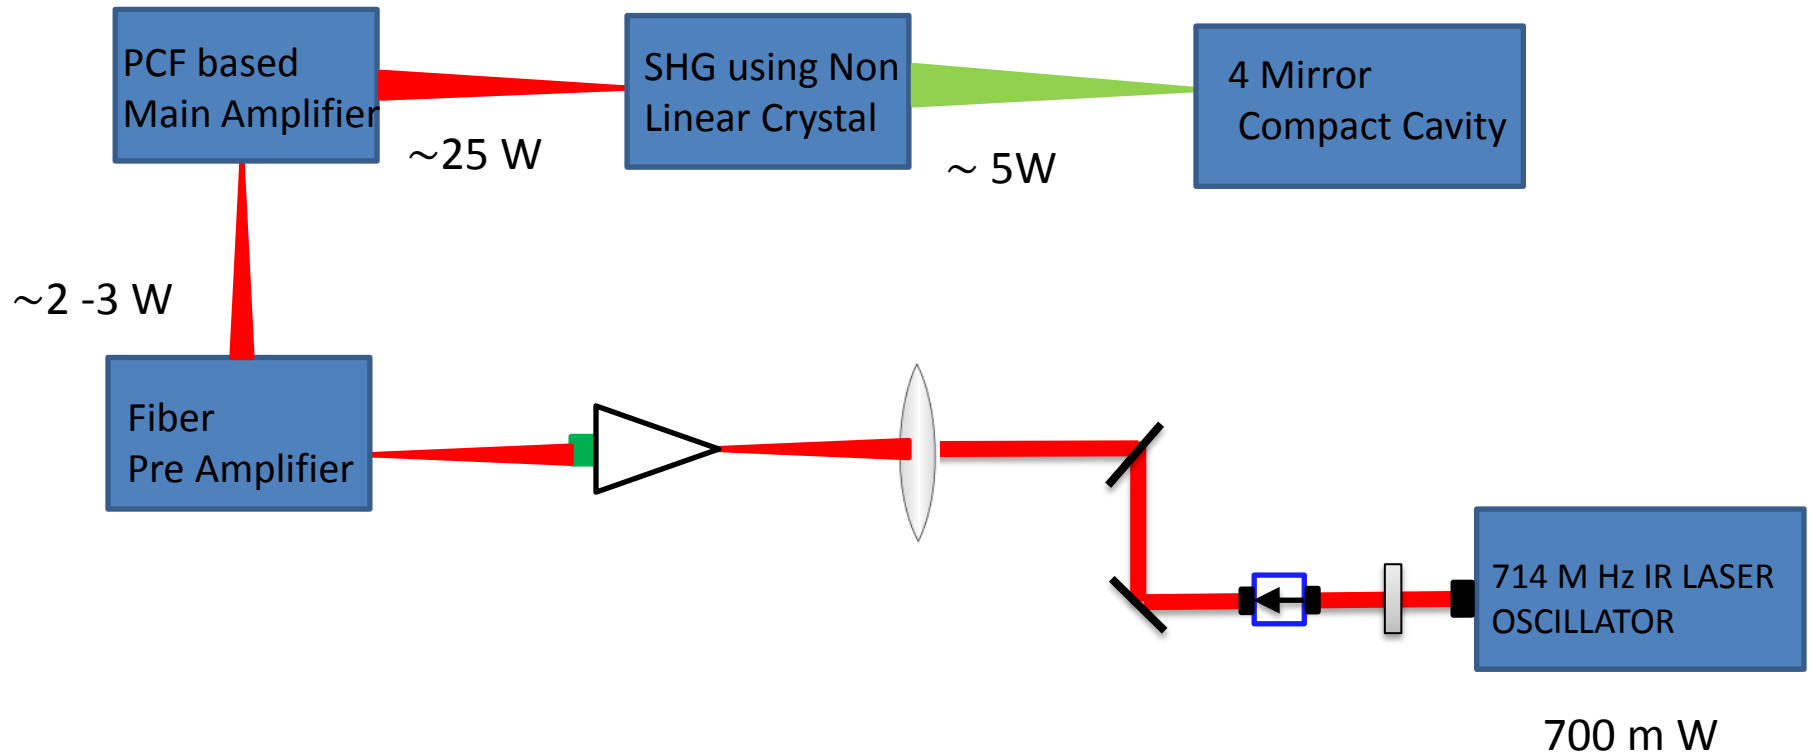 PCF based
Main Amplifier
~25 W
SHG using Non
Linear Crystal
~ 5W
4 Mirror
Compact Cavity
~2 -3 W
Fiber
Pre Amplifier
714 M Hz IR LASER
OSCILLATOR
700 m W